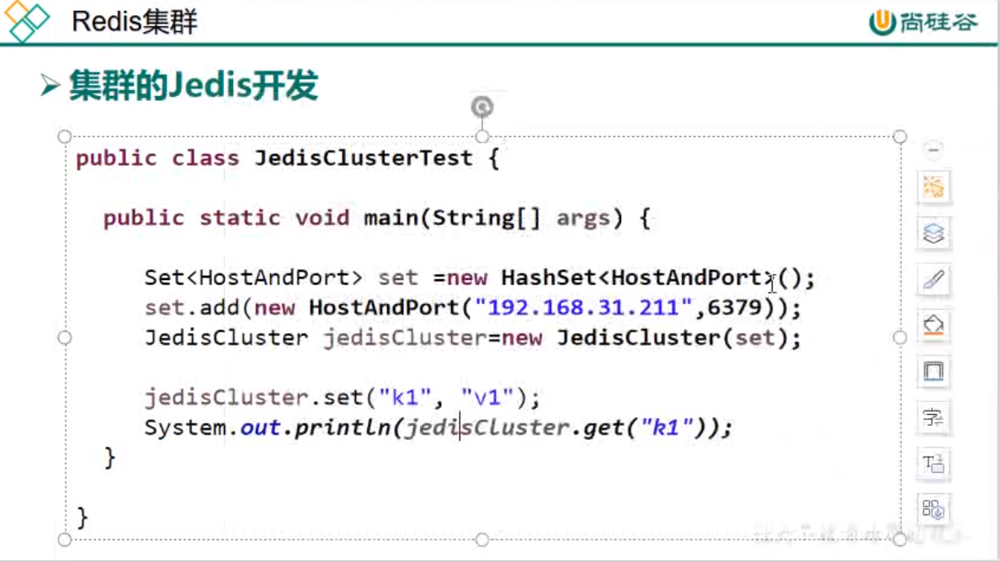 Redis集群
尚硅谷
集群的Jedis开发
public class JedisClusterTest {
public static void main(String[] args) {
Set<HostAndPort> set =new HashSet<HostAndPort>();
set.add(new HostAndPort("192.168.31.211",6379));
JedisCluster jedisCluster=new JedisCluster(set);
jedisCluster.set("k1", "v1");
System.out.println(jedisCluster.get("k1"));
}
}